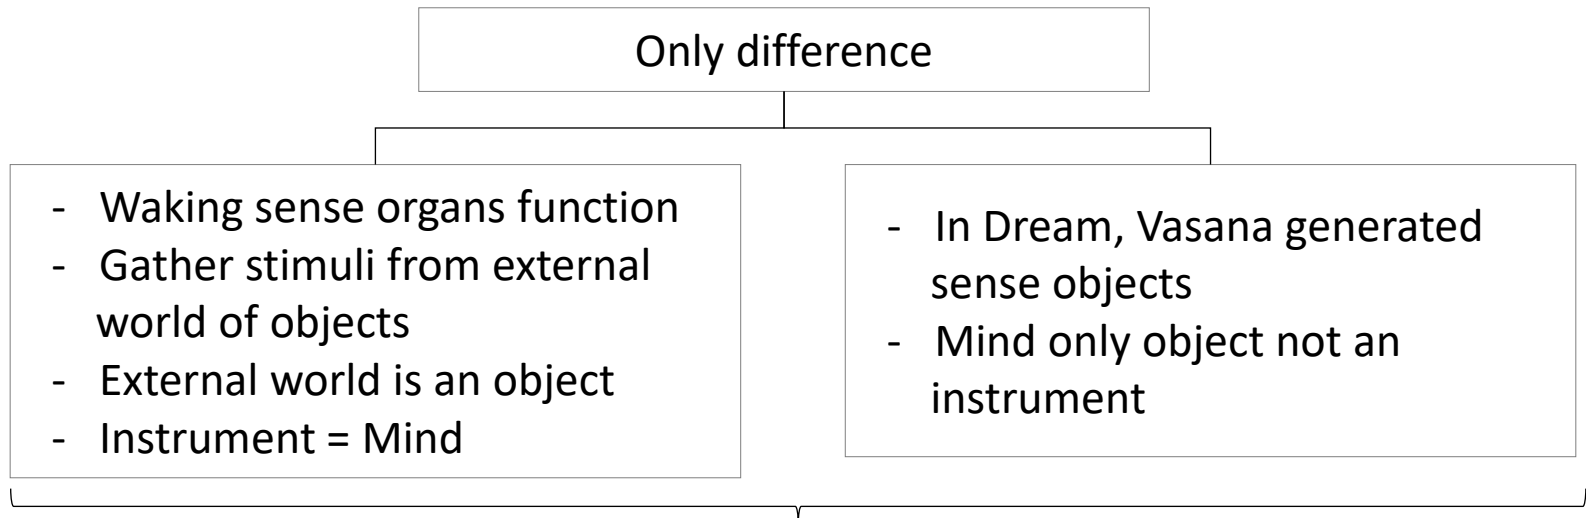 Only difference
- Waking sense organs function
- Gather stimuli from external
world of objects
- External world is an object
- Instrument = Mind
- In Dream, Vasana generated
sense objects
- Mind only object not an
instrument